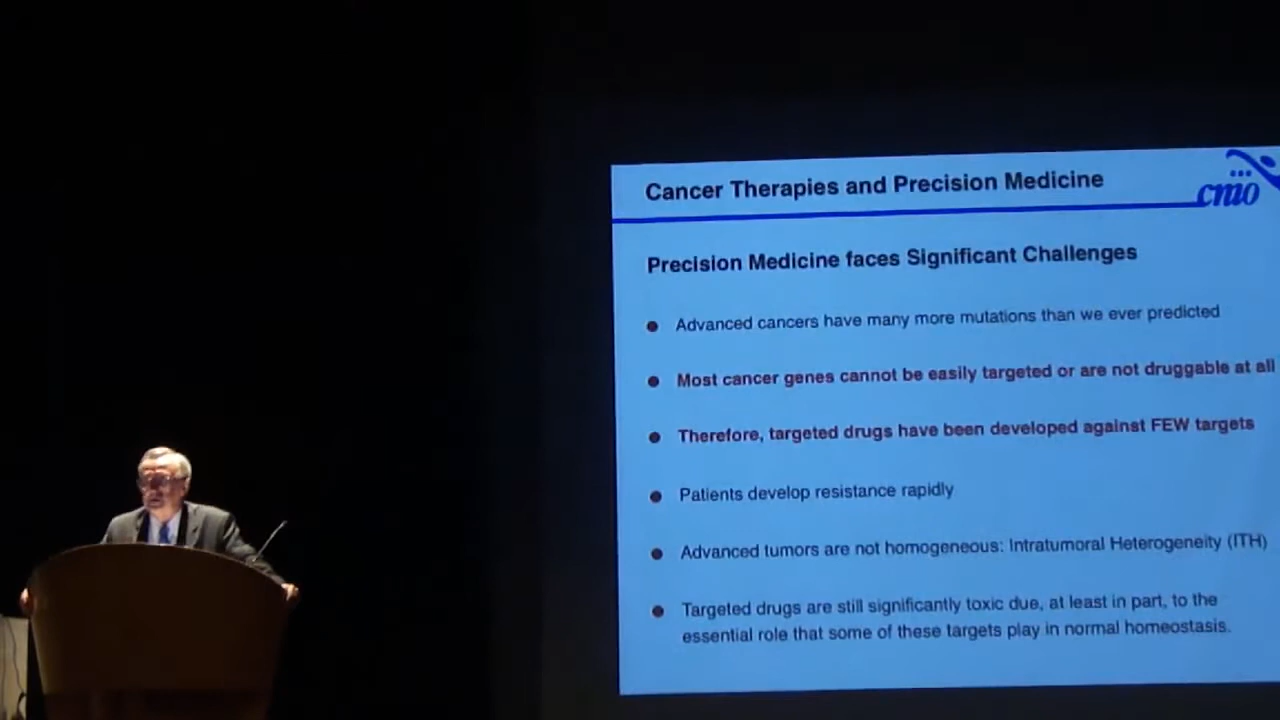 Cancer Therapies and Precision Medicine
cnio
Precision Medicine faces Significant Challenges
Advanced cancers have many more mutations than we ever predicted
Most cancer genes cannot be easily targeted or are not druggable at all
Therefore, targeted drugs have been developed against FEW targets
Patients develop resistance rapidly
Advanced tumors are not homogeneous: Intratumoral Heterogeneity (ITH)
Targeted drugs are still significantly toxic due, at least in part, to the
essential role that some of these targets play in normal homeostasis.